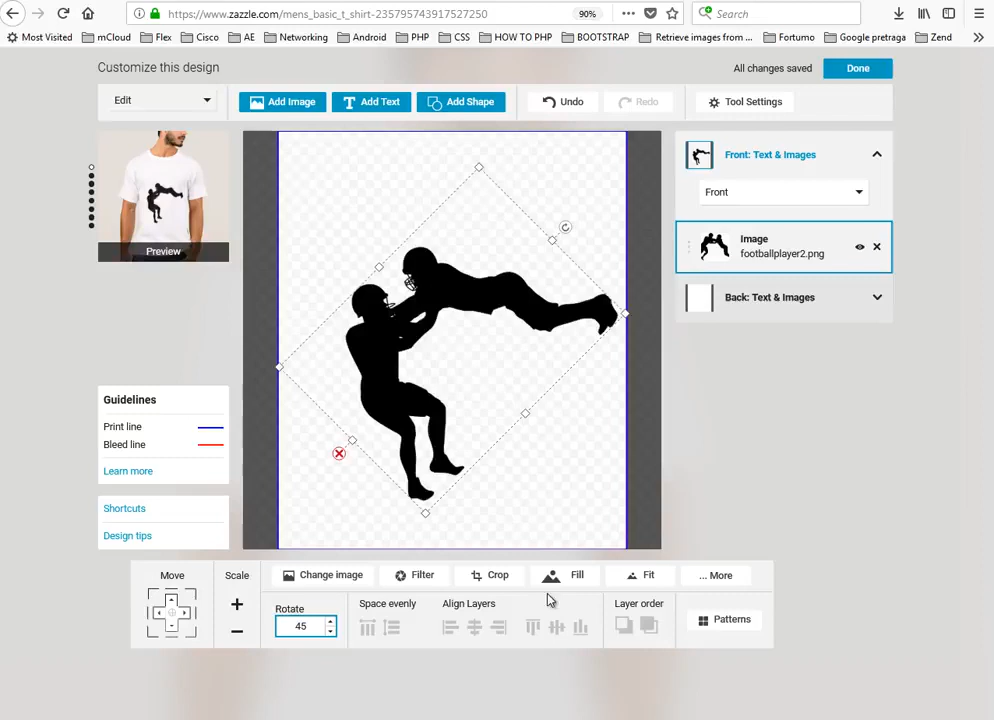 https://www.zazzle.com/mens_basic_t_shirt-235795743917527250
90%
Search
Most Visited
mCloud
Flex
Cisco
AE
Networking
Android
PHP
CSS
HOW TO PHP
BOOTSTRAP
Retrieve images from ...
Fortumo
Google pretraga
Zend
Customize this design
All changes saved
Done
Edit
Add Image
Add Text
Add Shape
Undo
Redo
Tool Settings
Preview
Front: Text & Images
Front
Image
footballplayer2.png
Back: Text & Images
Guidelines
Print line
Bleed line
Learn more
Shortcuts
Design tips
Move
Scale
Change image
Filter
Crop
Fill
Fit
... More
Rotate
45
Space evenly
Align Layers
Layer order
Patterns